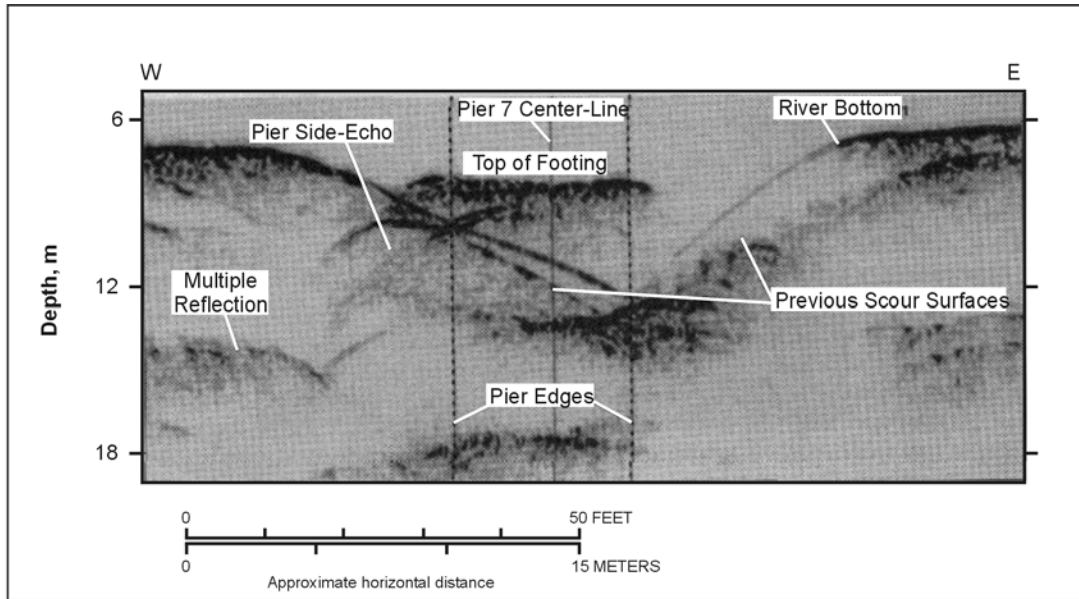 W
E
Pier 7 Center-Line
River Bottom
Pier Side-Echo
Top of Footing
6
12
18
Depth, m
Multiple
Reflection
Previous Scour Surfaces
Pier Edges
0
50 FEET
0
15 METERS
Approximate horizontal distance